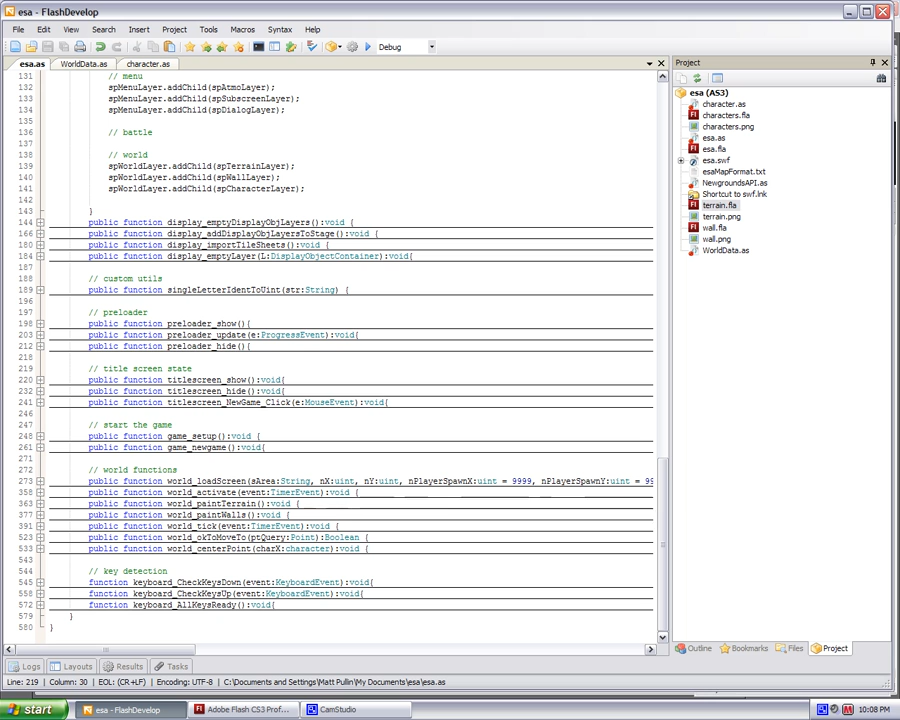 esa - FlashDevelop
File Edit View Search Insert Project Tools Macros Syntax Help
Debug
esa.as WorldData.as character.as
131 // menu
132 spMenuLayer.addChild(spAtmoLayer);
133 spMenuLayer.addChild(spSubscreenLayer);
134 spMenuLayer.addChild(spDialogLayer);
135
136 // battle
137
138 // world
139 spWorldLayer.addChild(spTerrainLayer);
140 spWorldLayer.addChild(spWallLayer);
141 spWorldLayer.addChild(spCharacterLayer);
142
143 }
144 public function display_emptyDisplayObjLayers():void {
166 public function display_addDisplayObjLayersToStage():void {
180 public function display_importTileSheets():void {
184 public function display_emptyLayer(L:DisplayObjectContainer):void{
187
188 // custom utils
189 public function singleLetterIdentToUint(str:String) {
196
197 // preloader
198 public function preloader_show(){
203 public function preloader_update(e:ProgressEvent):void{
212 public function preloader_hide(){
218
219 // title screen state
220 public function titlescreen_show():void{
232 public function titlescreen_hide():void{
241 public function titlescreen_NewGame_Click(e:MouseEvent):void{
246
247 // start the game
248 public function game_setup():void {
261 public function game_newgame():void{
271
272 // world functions
273 public function world_loadScreen(sArea:String, nX:uint, nY:uint, nPlayerSpawnX:uint = 9999, nPlayerSpawnY:uint = 99
358 public function world_activate(event:TimerEvent):void {
363 public function world_paintTerrain():void {
377 public function world_paintWalls():void {
391 public function world_tick(event:TimerEvent):void {
523 public function world_okToMoveTo(ptQuery:Point):Boolean {
533 public function world_centerPoint(charX:character):void {
543
544 // key detection
545 function keyboard_CheckKeysDown(event:KeyboardEvent):void{
558 function keyboard_CheckKeysUp(event:KeyboardEvent):void{
572 function keyboard_AllKeysReady():void{
579 }
580 }
Project
esa (AS3)
character.as
characters.fla
characters.png
esa.as
esa.fla
esa.swf
esaMapFormat.txt
NewgroundsAPI.as
Shortcut to swf.lnk
terrain.fla
terrain.png
wall.fla
wall.png
WorldData.as
Outline Bookmarks Files Project
Logs Layouts Results Tasks
Line: 219 Column: 30 EOL: (CR+LF) Encoding: UTF-8 C:\Documents and Settings\Matt Pullin\My Documents\esa\esa.as
start esa - FlashDevelop Adobe Flash CS3 Prof... CamStudio 10:08 PM